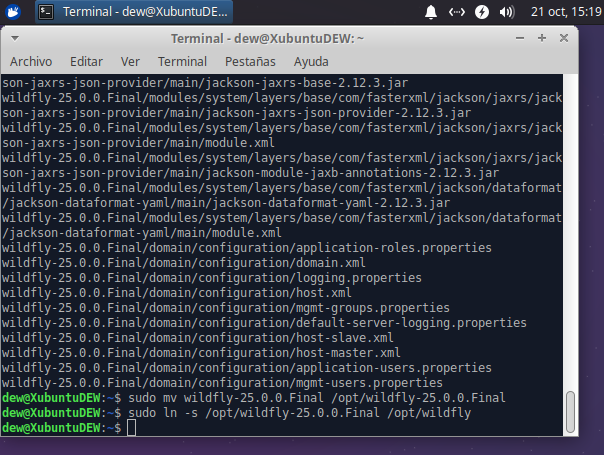 Terminal - dew@XubuntuDE...
21 oct, 15:19
Terminal - dew@XubuntuDEW: ~
Archivo Editar Ver Terminal Pestañas Ayuda
son-jaxrs-json-provider/main/jackson-jaxrs-base-2.12.3.jar
wildfly-25.0.0.Final/modules/system/layers/base/com/fasterxml/jackson/jaxrs/jack
son-jaxrs-json-provider/main/jackson-jaxrs-json-provider-2.12.3.jar
wildfly-25.0.0.Final/modules/system/layers/base/com/fasterxml/jackson/jaxrs/jack
son-jaxrs-json-provider/main/module.xml
wildfly-25.0.0.Final/modules/system/layers/base/com/fasterxml/jackson/jaxrs/jack
son-jaxrs-json-provider/main/jackson-module-jaxb-annotations-2.12.3.jar
wildfly-25.0.0.Final/modules/system/layers/base/com/fasterxml/jackson/dataformat
/jackson-dataformat-yaml/main/jackson-dataformat-yaml-2.12.3.jar
wildfly-25.0.0.Final/modules/system/layers/base/com/fasterxml/jackson/dataformat
/jackson-dataformat-yaml/main/module.xml
wildfly-25.0.0.Final/domain/configuration/application-roles.properties
wildfly-25.0.0.Final/domain/configuration/domain.xml
wildfly-25.0.0.Final/domain/configuration/logging.properties
wildfly-25.0.0.Final/domain/configuration/host.xml
wildfly-25.0.0.Final/domain/configuration/mgmt-groups.properties
wildfly-25.0.0.Final/domain/configuration/default-server-logging.properties
wildfly-25.0.0.Final/domain/configuration/host-slave.xml
wildfly-25.0.0.Final/domain/configuration/host-master.xml
wildfly-25.0.0.Final/domain/configuration/application-users.properties
wildfly-25.0.0.Final/domain/configuration/mgmt-users.properties
dew@XubuntuDEW:~$ sudo mv wildfly-25.0.0.Final /opt/wildfly-25.0.0.Final
dew@XubuntuDEW:~$ sudo ln -s /opt/wildfly-25.0.0.Final /opt/wildfly
dew@XubuntuDEW:~$